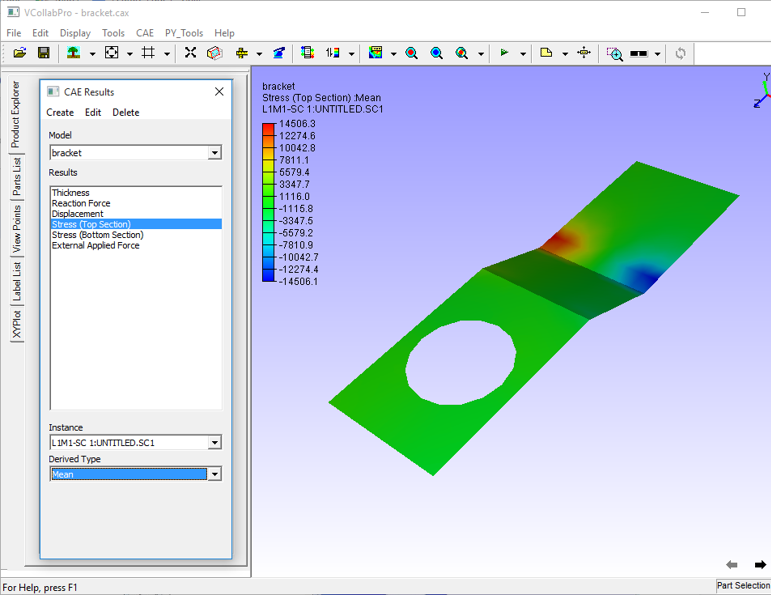 VCollabPro - bracket.cax
File Edit Display Tools CAE PY_Tools Help
Product Explorer
Parts List
View Points
Label List
XYPlot
CAE Results
Create Edit Delete
Model
bracket
Results
Thickness
Reaction Force
Displacement
Stress (Top Section)
Stress (Bottom Section)
External Applied Force
Instance
L1M1-SC 1:UNTITLED.SC1
Derived Type
Mean
bracket
Stress (Top Section) :Mean
L1M1-SC 1:UNTITLED.SC1
14506.3
12274.6
10042.8
7811.1
5579.4
3347.7
1116.0
-1115.8
-3347.5
-5579.2
-7810.9
-10042.7
-12274.4
-14506.1
Y
Z
For Help, press F1
Part Selection